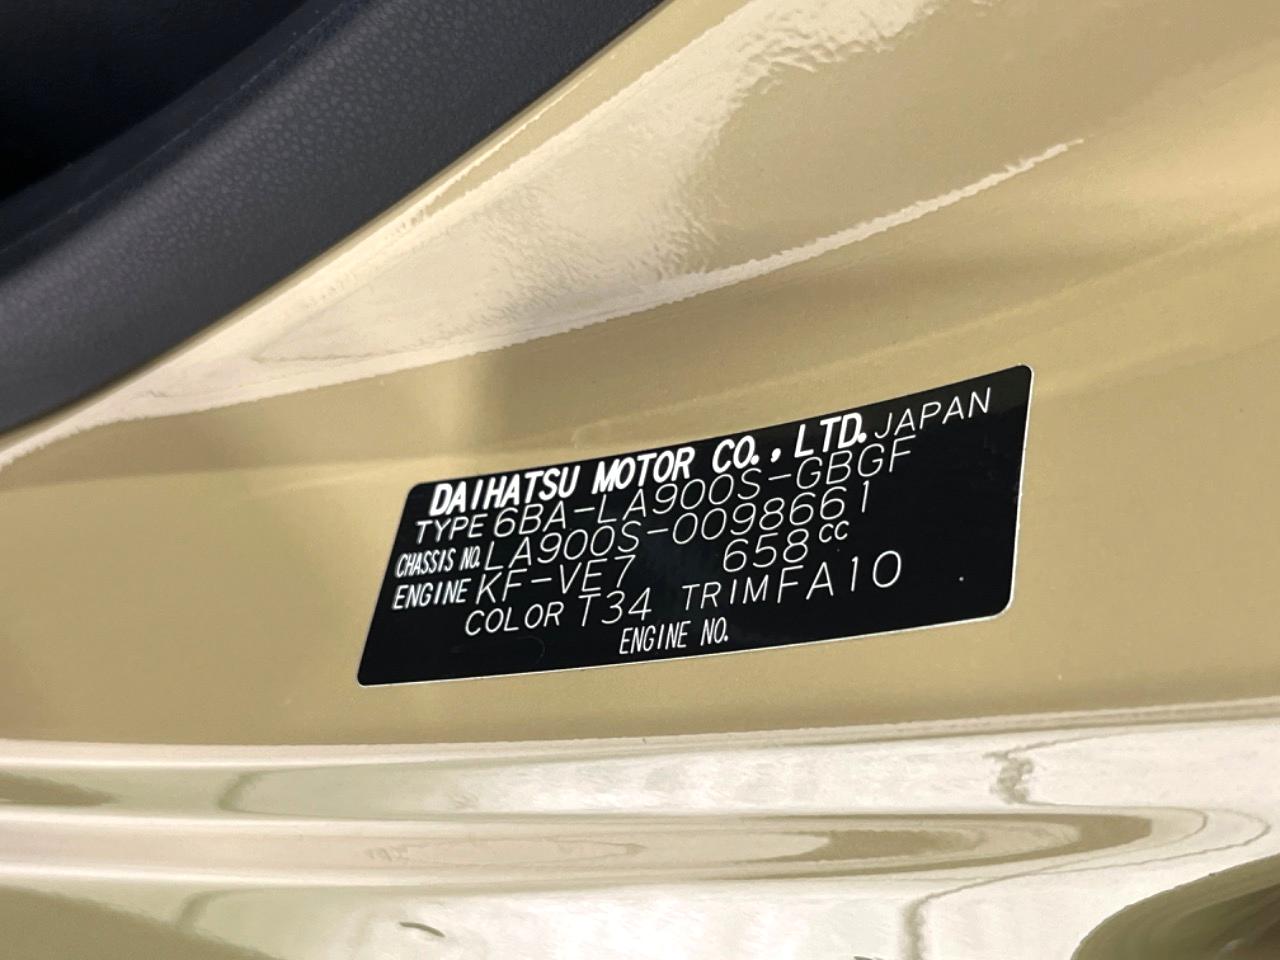 DAIHATSU MOTOR CO., LTD. JAPAN
TYPE 6BA-LA900S-GBGF
CHASSIS NO. LA900S-0098661
ENGINE KF-VE7 658cc
COLOR T34 TRIM FA10
ENGINE NO.